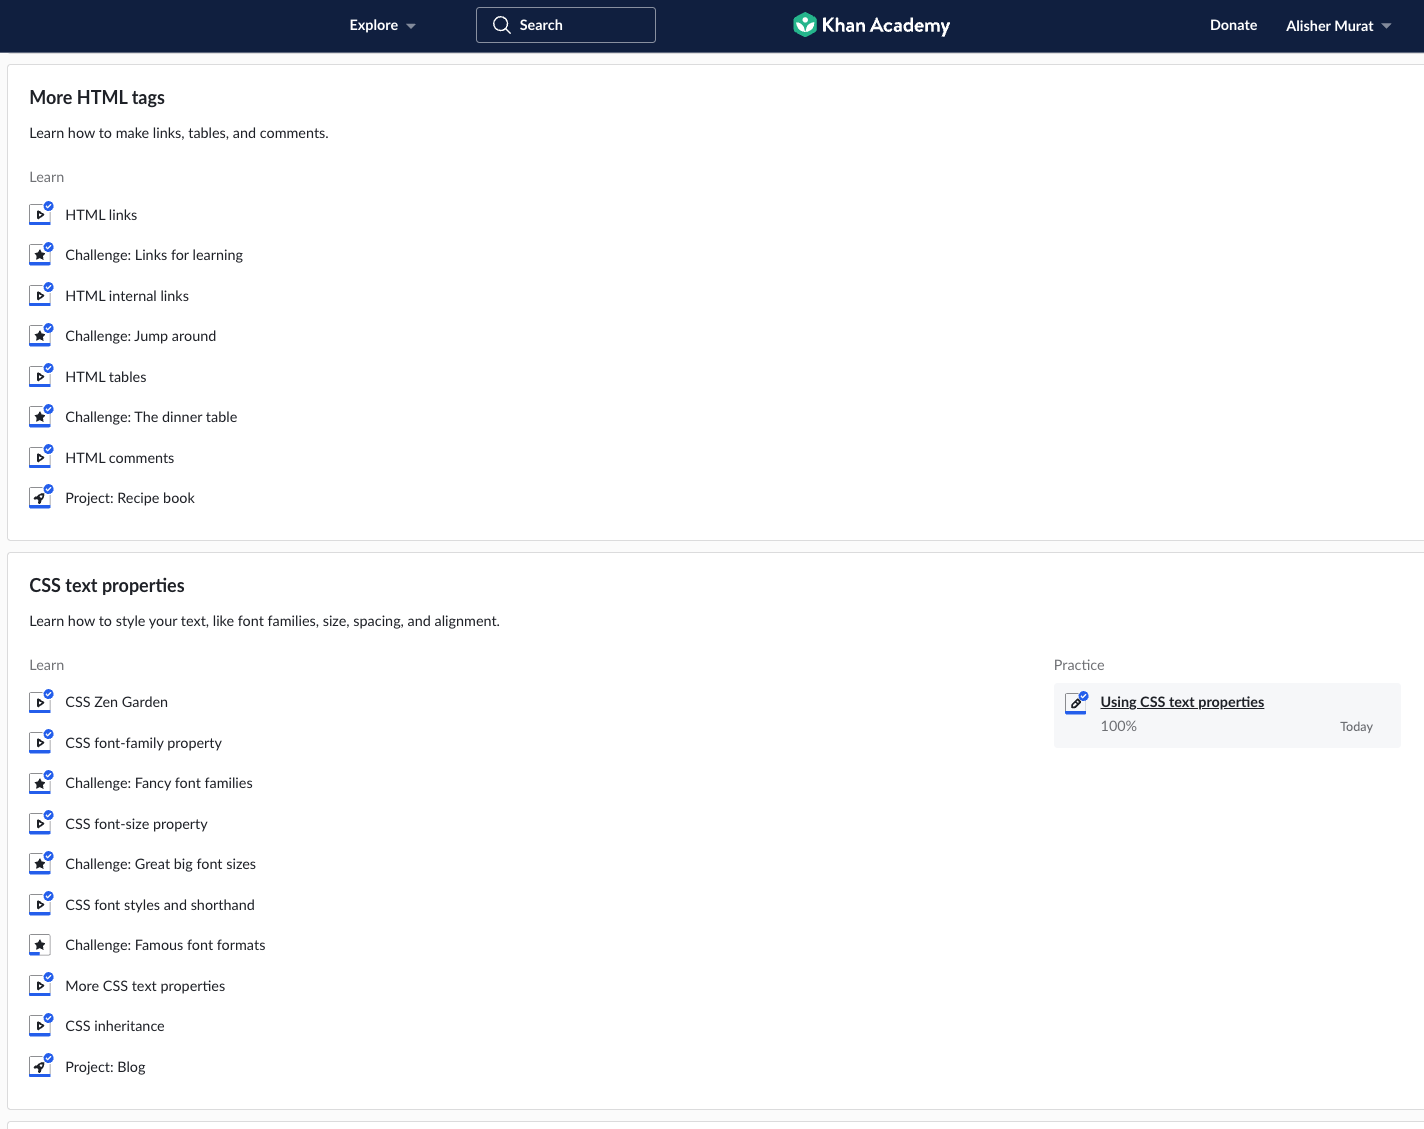 Explore
Search
Khan Academy
Donate
Alisher Murat
More HTML tags
Learn how to make links, tables, and comments.
Learn
HTML links
Challenge: Links for learning
HTML internal links
Challenge: Jump around
HTML tables
Challenge: The dinner table
HTML comments
Project: Recipe book
CSS text properties
Learn how to style your text, like font families, size, spacing, and alignment.
Learn
CSS Zen Garden
CSS font-family property
Challenge: Fancy font families
CSS font-size property
Challenge: Great big font sizes
CSS font styles and shorthand
Challenge: Famous font formats
More CSS text properties
CSS inheritance
Project: Blog
Practice
Using CSS text properties
100%
Today